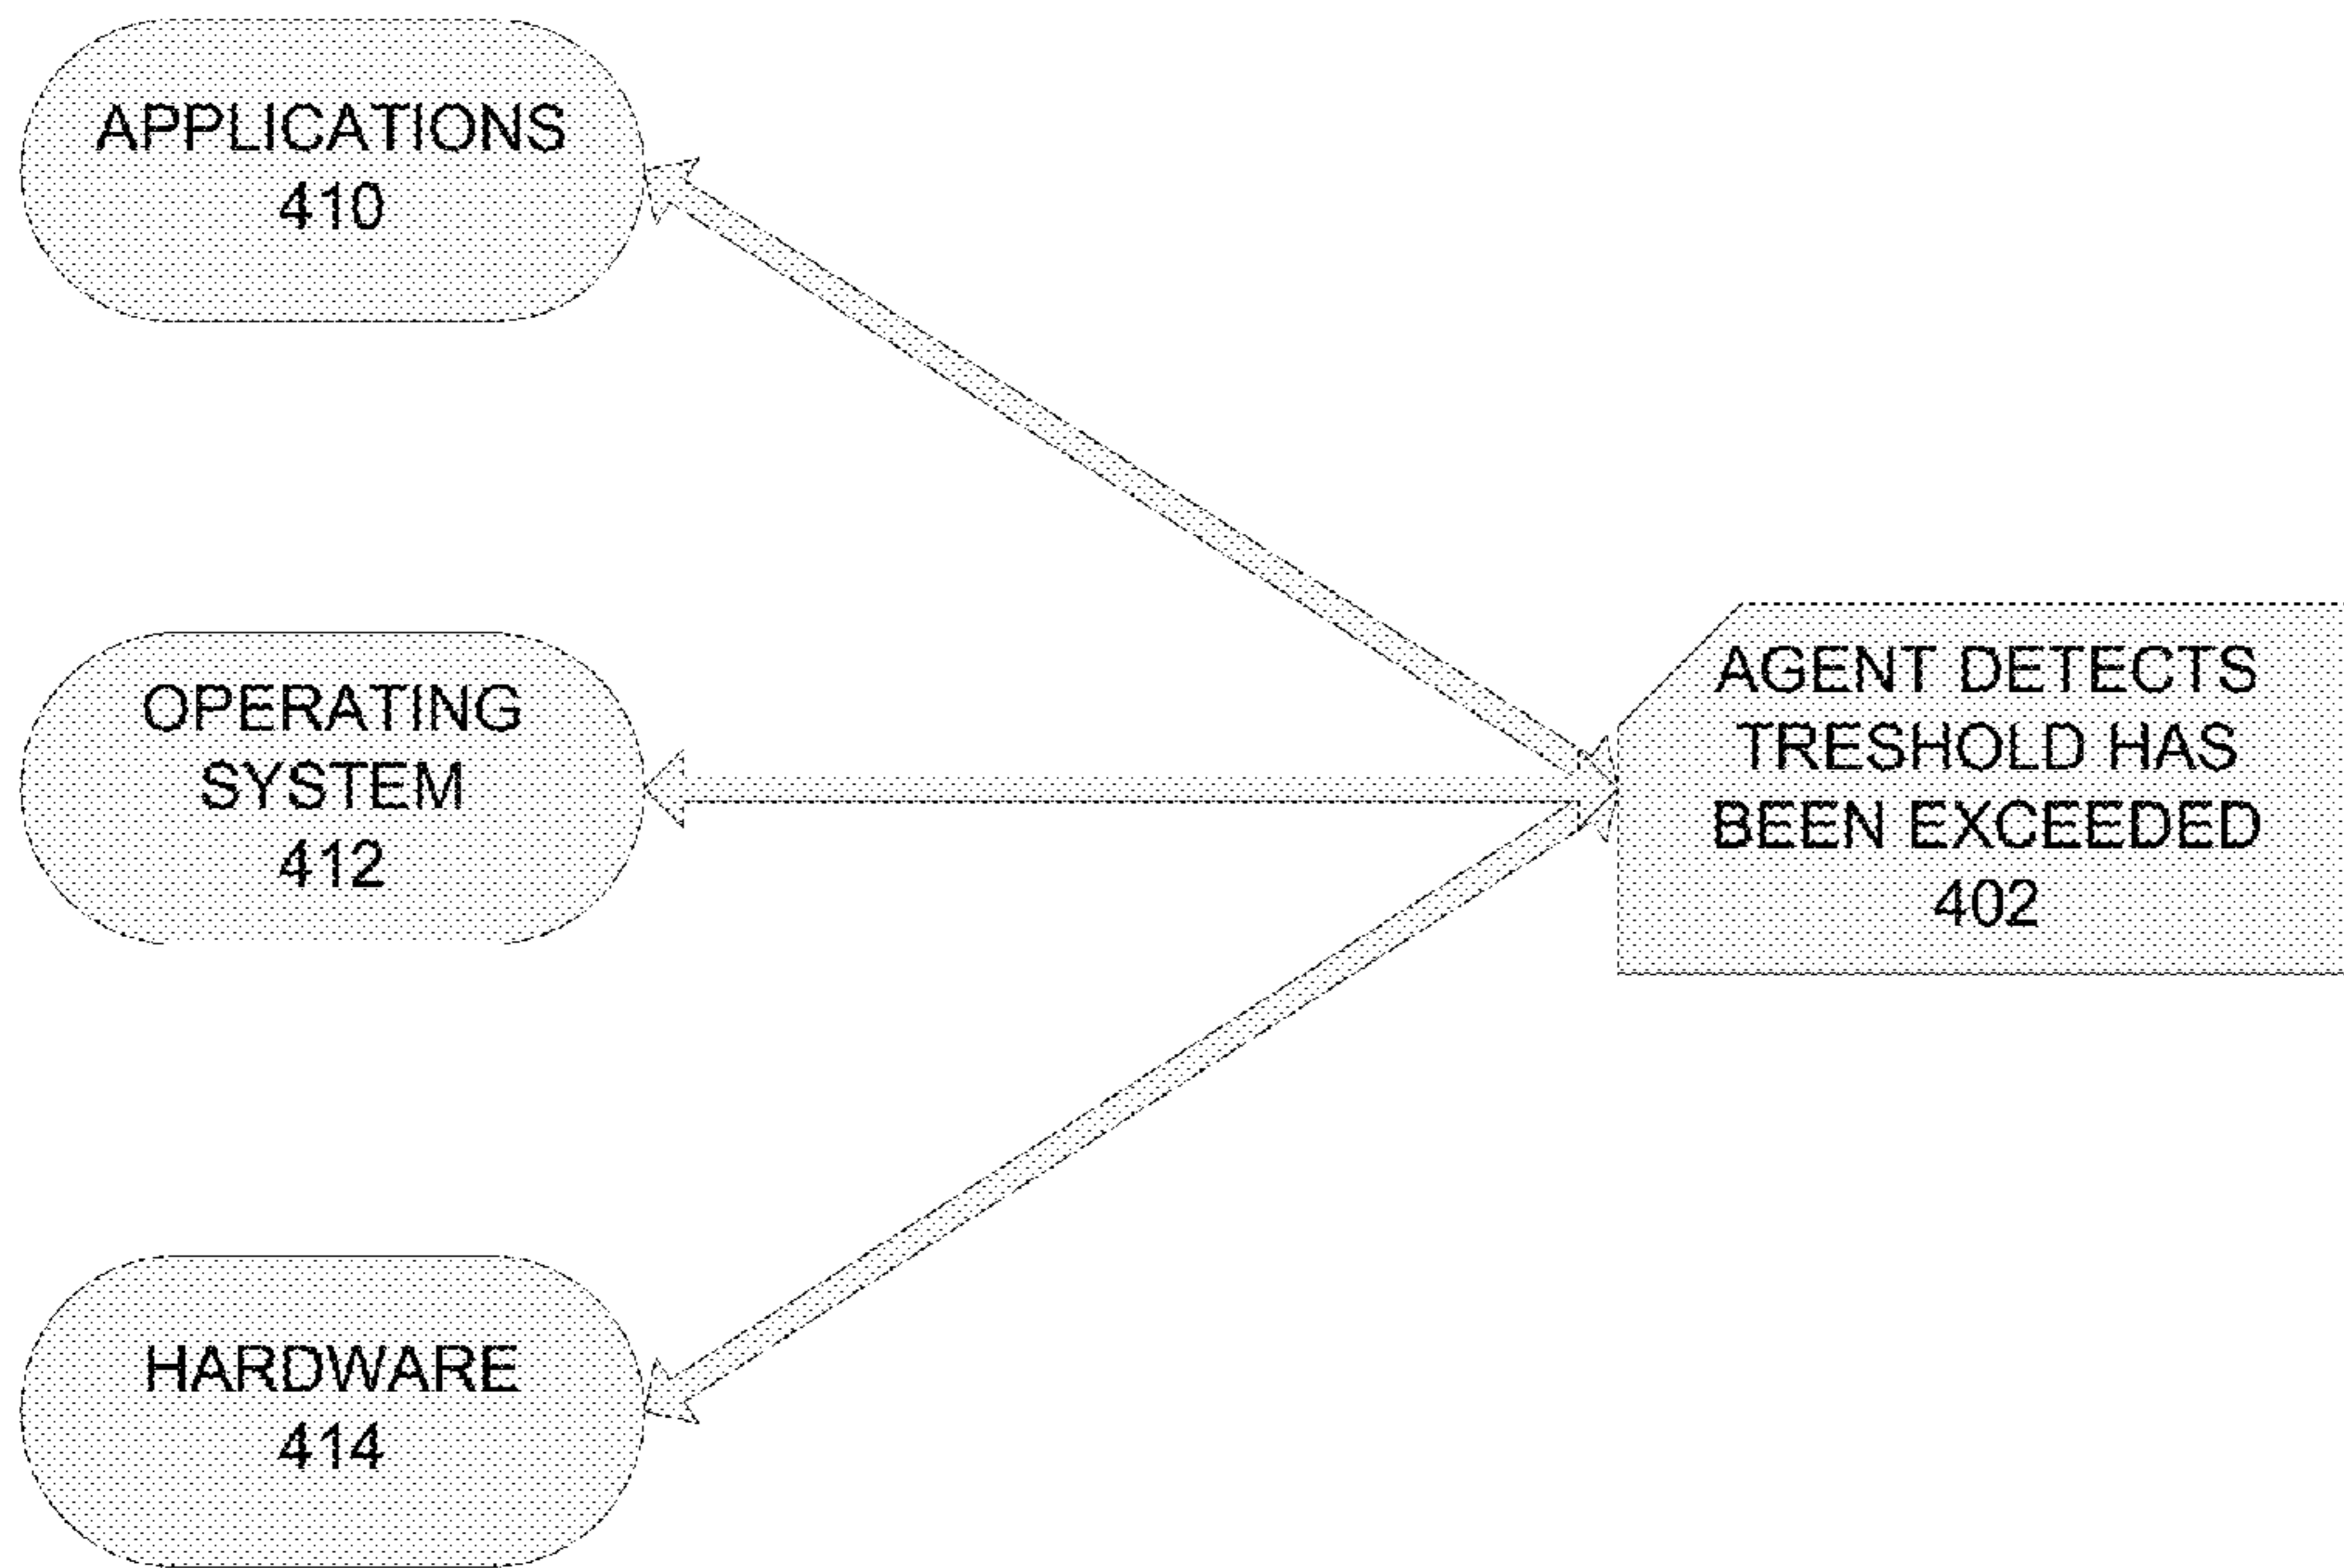 APPLICATIONS
410
OPERATING
SYSTEM
412
HARDWARE
414
AGENT DETECTS
TRESHOLD HAS
BEEN EXCEEDED
402